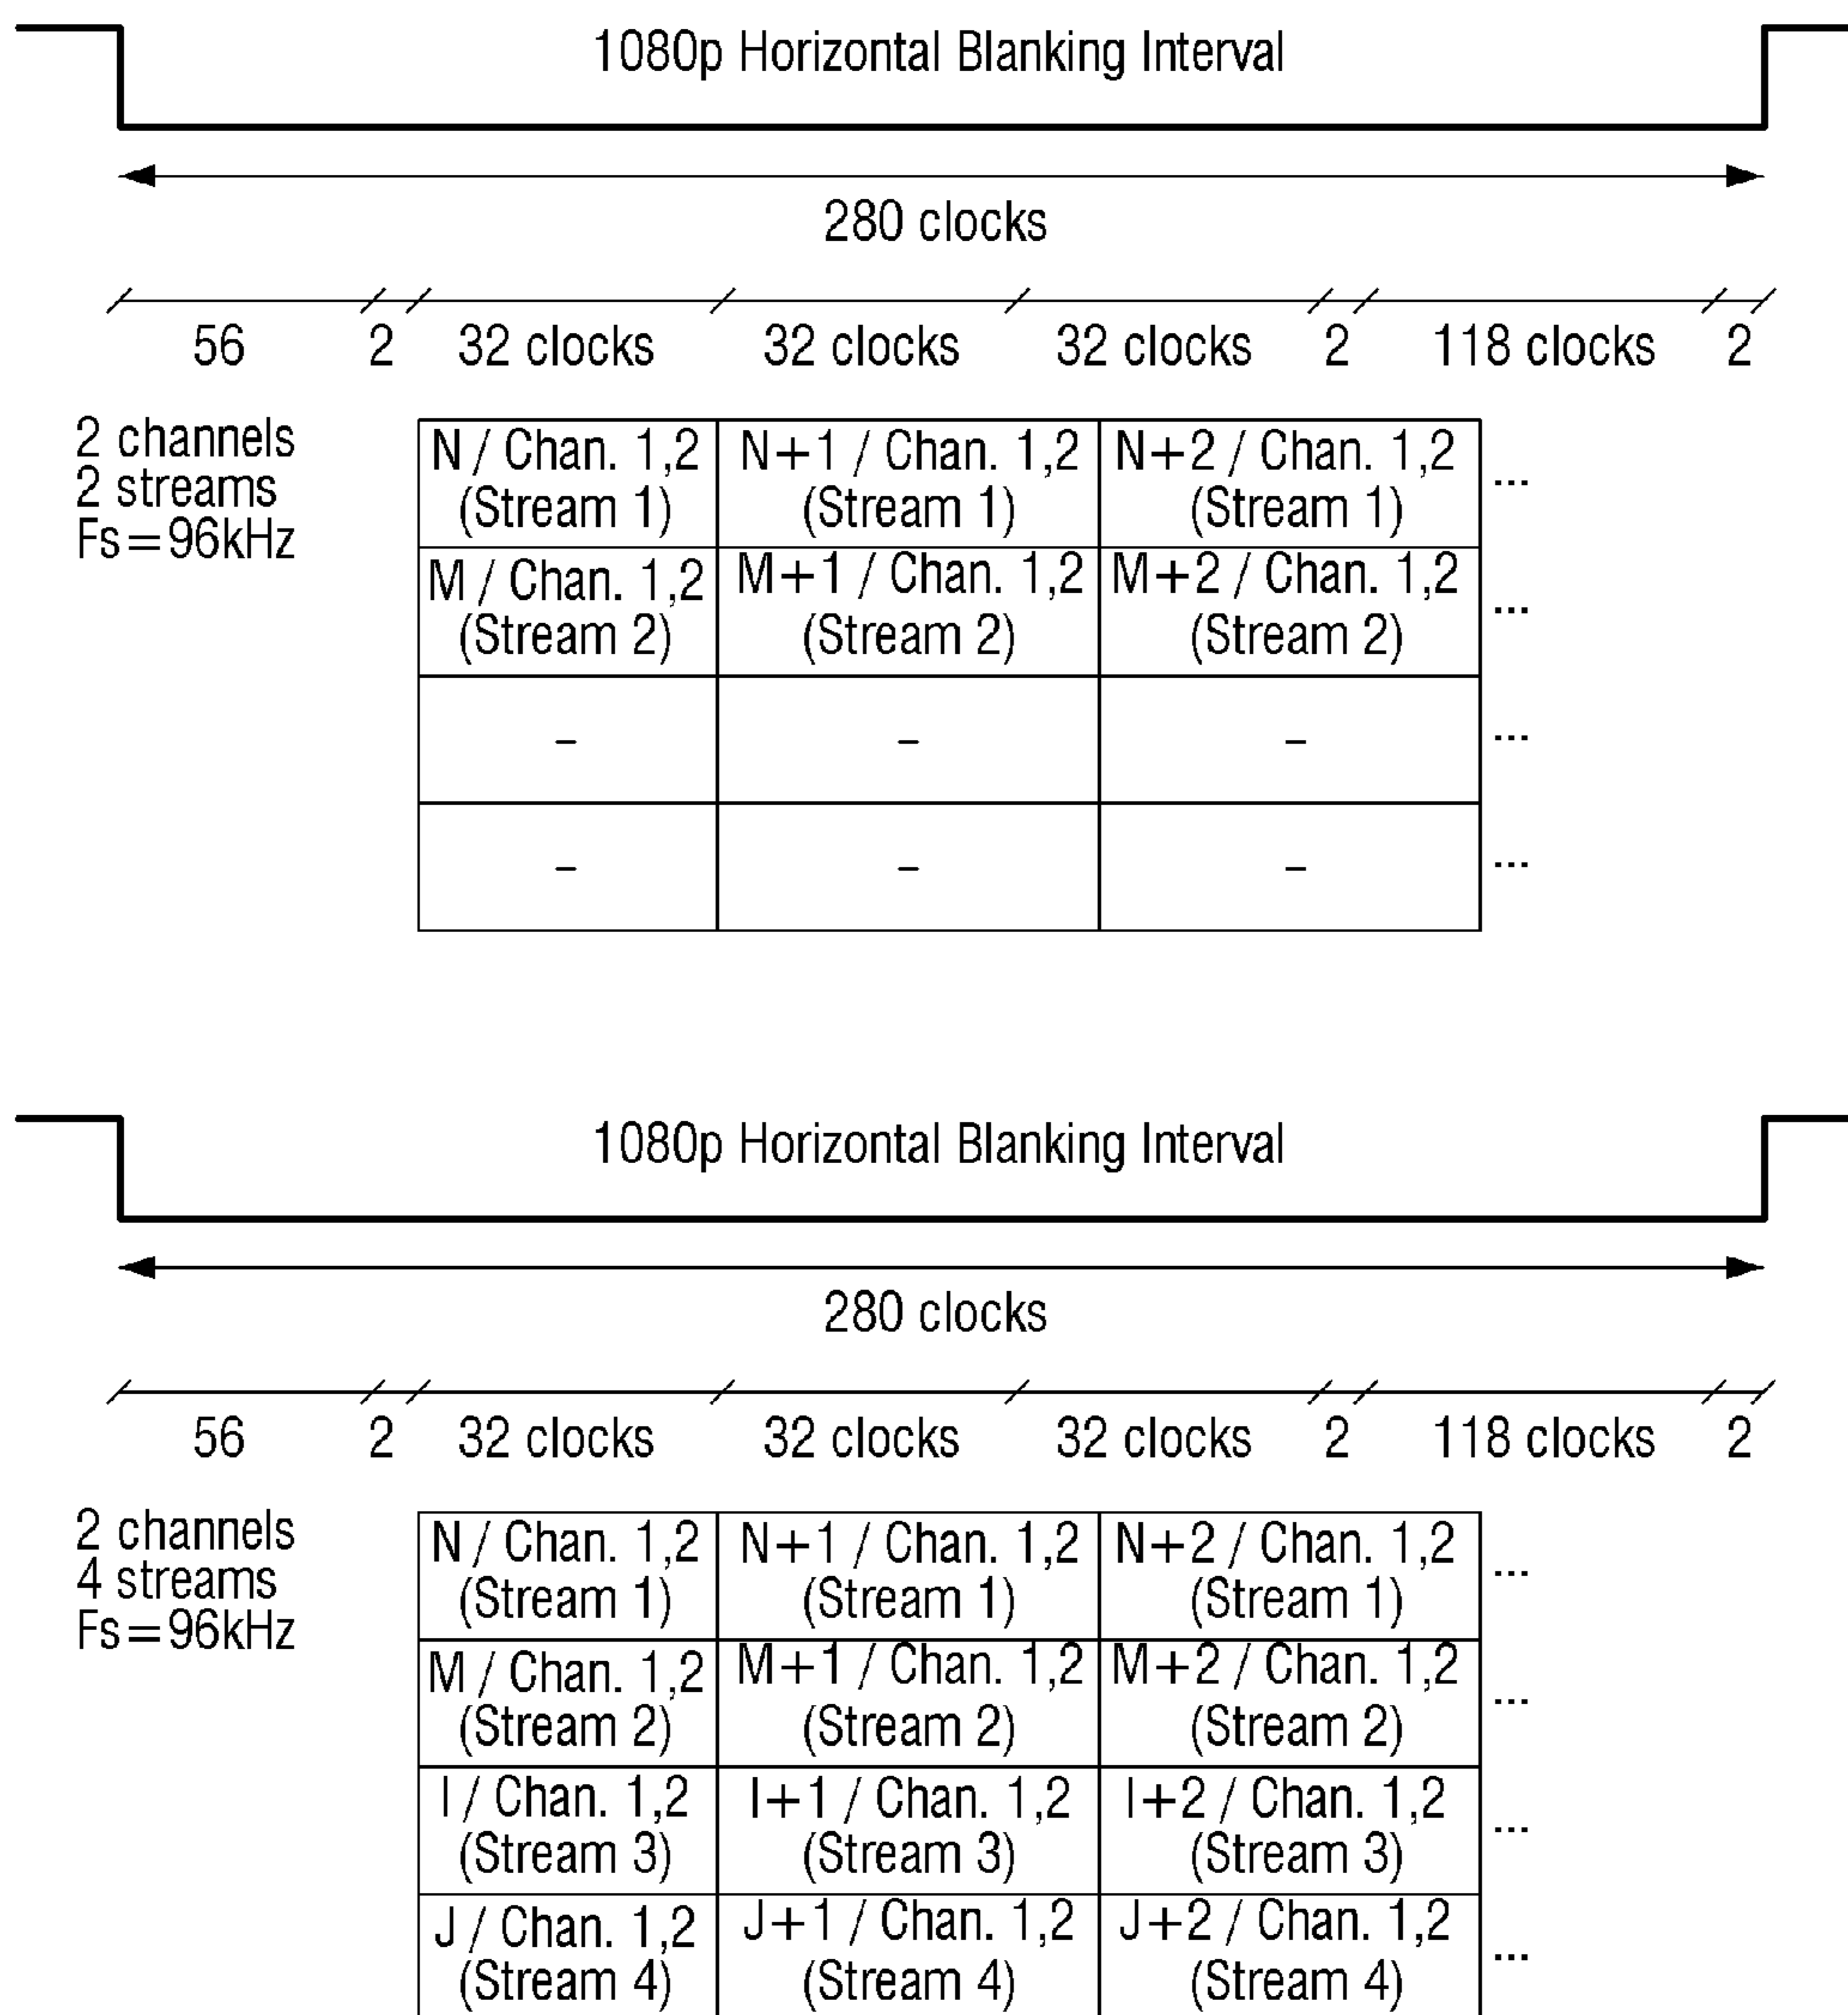 1080p Horizontal Blanking Interval
280 clocks
56 2 32 clocks 32 clocks 32 clocks 2 118 clocks 2
2 channels
2 streams
Fs=96kHz
N / Chan. 1,2 N+1 / Chan. 1,2 N+2 / Chan. 1,2 ...
(Stream 1) (Stream 1) (Stream 1)
M / Chan. 1,2 M+1 / Chan. 1,2 M+2 / Chan. 1,2 ...
(Stream 2) (Stream 2) (Stream 2)
– – – ...
– – – ...
1080p Horizontal Blanking Interval
280 clocks
56 2 32 clocks 32 clocks 32 clocks 2 118 clocks 2
2 channels
4 streams
Fs=96kHz
N / Chan. 1,2 N+1 / Chan. 1,2 N+2 / Chan. 1,2 ...
(Stream 1) (Stream 1) (Stream 1)
M / Chan. 1,2 M+1 / Chan. 1,2 M+2 / Chan. 1,2 ...
(Stream 2) (Stream 2) (Stream 2)
I / Chan. 1,2 I+1 / Chan. 1,2 I+2 / Chan. 1,2 ...
(Stream 3) (Stream 3) (Stream 3)
J / Chan. 1,2 J+1 / Chan. 1,2 J+2 / Chan. 1,2 ...
(Stream 4) (Stream 4) (Stream 4)